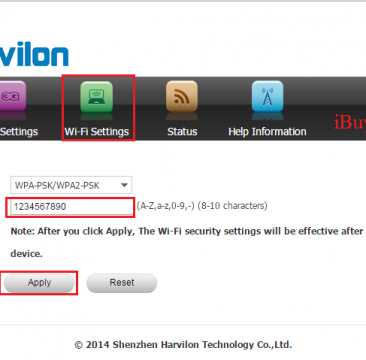 vilon
3G
Settings
Wi-Fi Settings
Status
Help Information
iBuy
WPA-PSK/WPA2-PSK
1234567890 (A-Z,a-z,0-9,-) (8-10 characters)
Note: After you click Apply, The Wi-Fi security settings will be effective after
device.
Apply Reset
© 2014 Shenzhen Harvilon Technology Co.,Ltd.